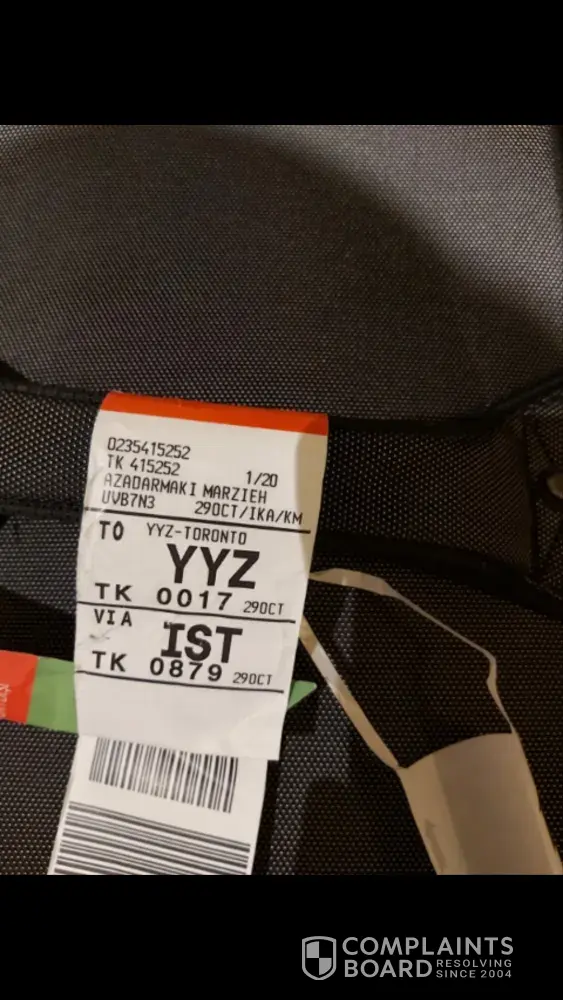 0235415252
TK 415252 1/20
AZADARMAKI MARZIEH
UVB7N3 29OCT/IKA/KM
TO YYZ-TORONTO
YYZ
TK 0017 29OCT
VIA
IST
TK 0879 29OCT
COMPLAINTS
BOARD RESOLVING
SINCE 2004